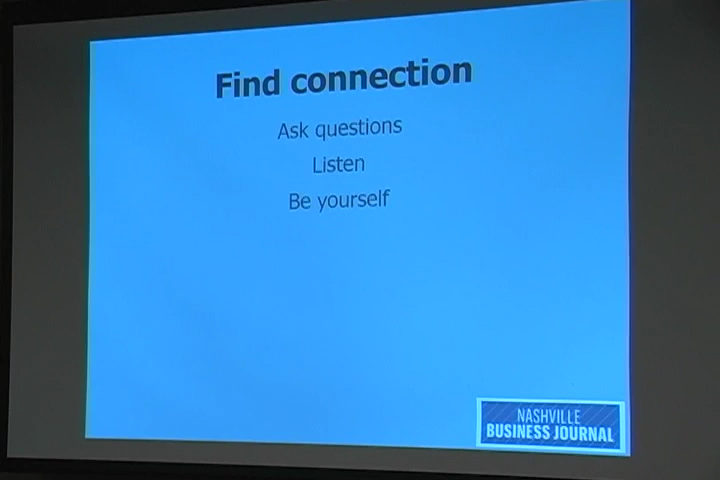 Find connection
Ask questions
Listen
Be yourself
NASHVILLE
BUSINESS JOURNAL